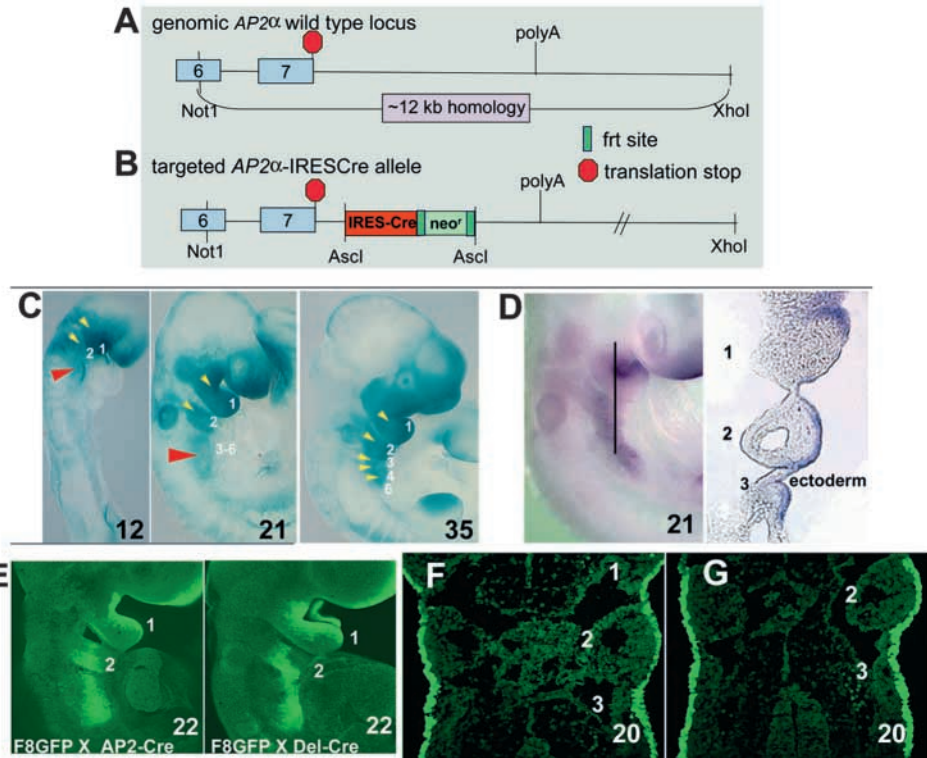 A
genomic AP2α wild type locus
polyA
6
7
Not1
~12 kb homology
XhoI
frt site
B
targeted AP2α-IRESCre allele
translation stop
polyA
6
7
IRES-Cre
neoʳ
Not1
AscI
AscI
XhoI
C
2
1
12
1
2
3-6
21
1
2
3
4
6
35
D
21
1
2
3
ectoderm
E
1
2
22
F8GFP X AP2-Cre
1
2
22
F8GFP X Del-Cre
F
1
2
3
20
G
2
3
20